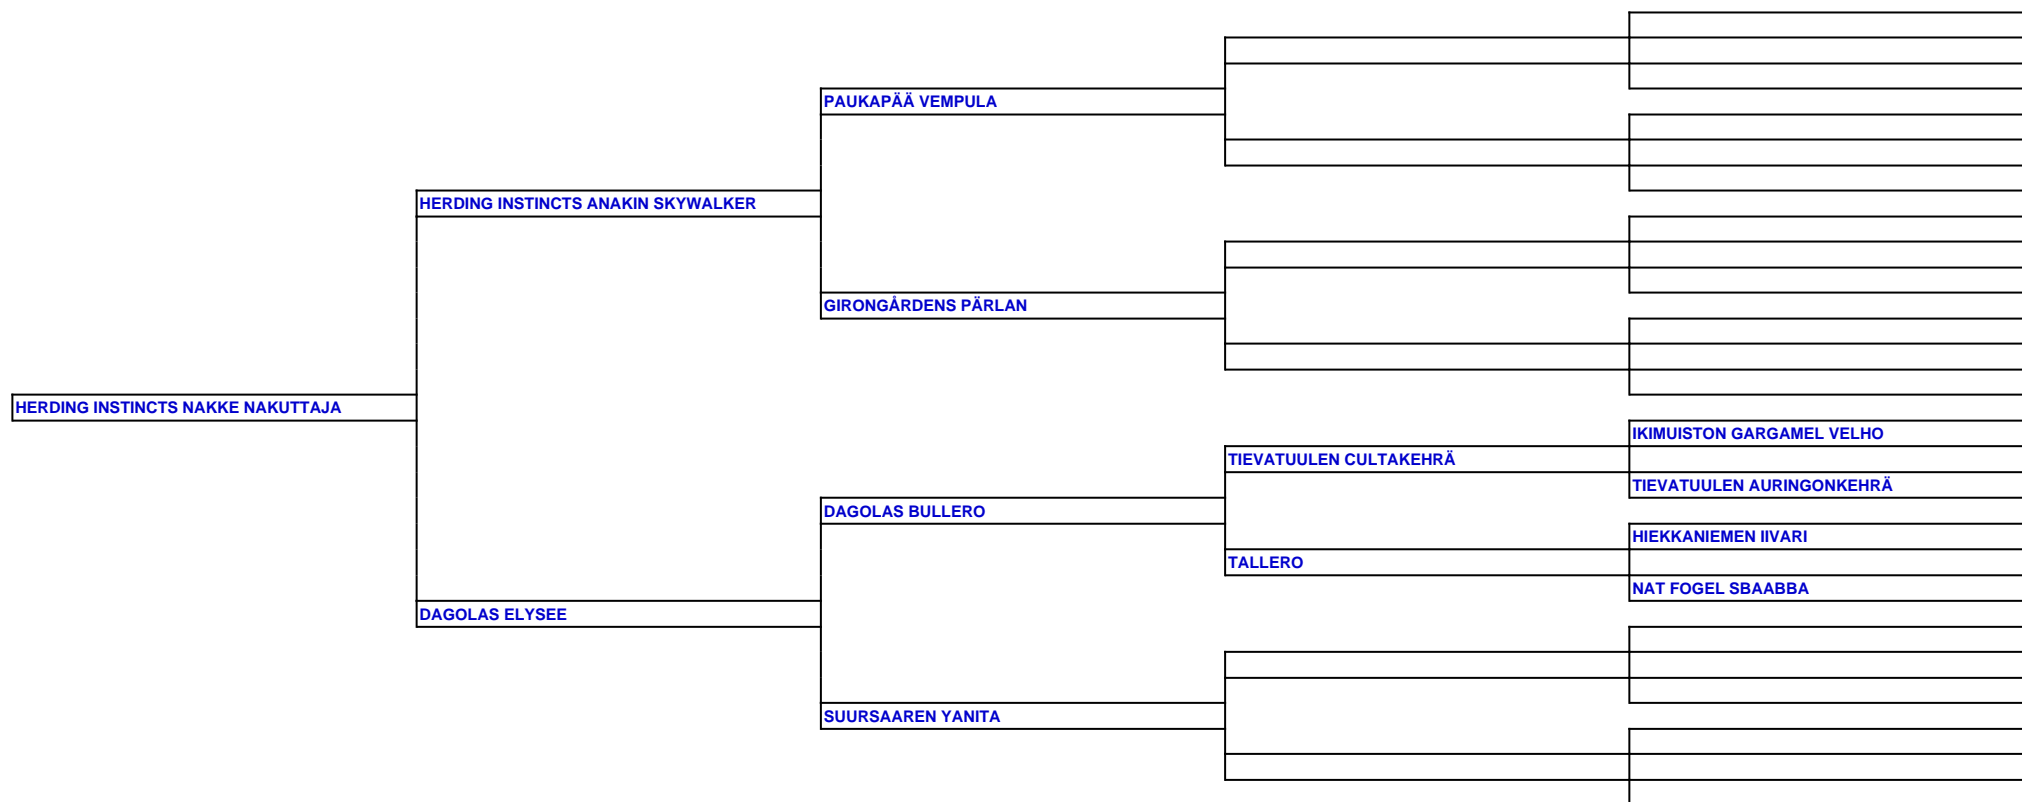 PAUKAPÄÄ VEMPULA
HERDING INSTINCTS ANAKIN SKYWALKER
GIRONGÅRDENS PÄRLAN
HERDING INSTINCTS NAKKE NAKUTTAJA
IKIMUISTON GARGAMEL VELHO
TIEVATUULEN CULTAKEHRÄ
TIEVATUULEN AURINGONKEHRÄ
DAGOLAS BULLERO
HIEKKANIEMEN IIVARI
TALLERO
NAT FOGEL SBAABBA
DAGOLAS ELYSEE
SUURSAAREN YANITA